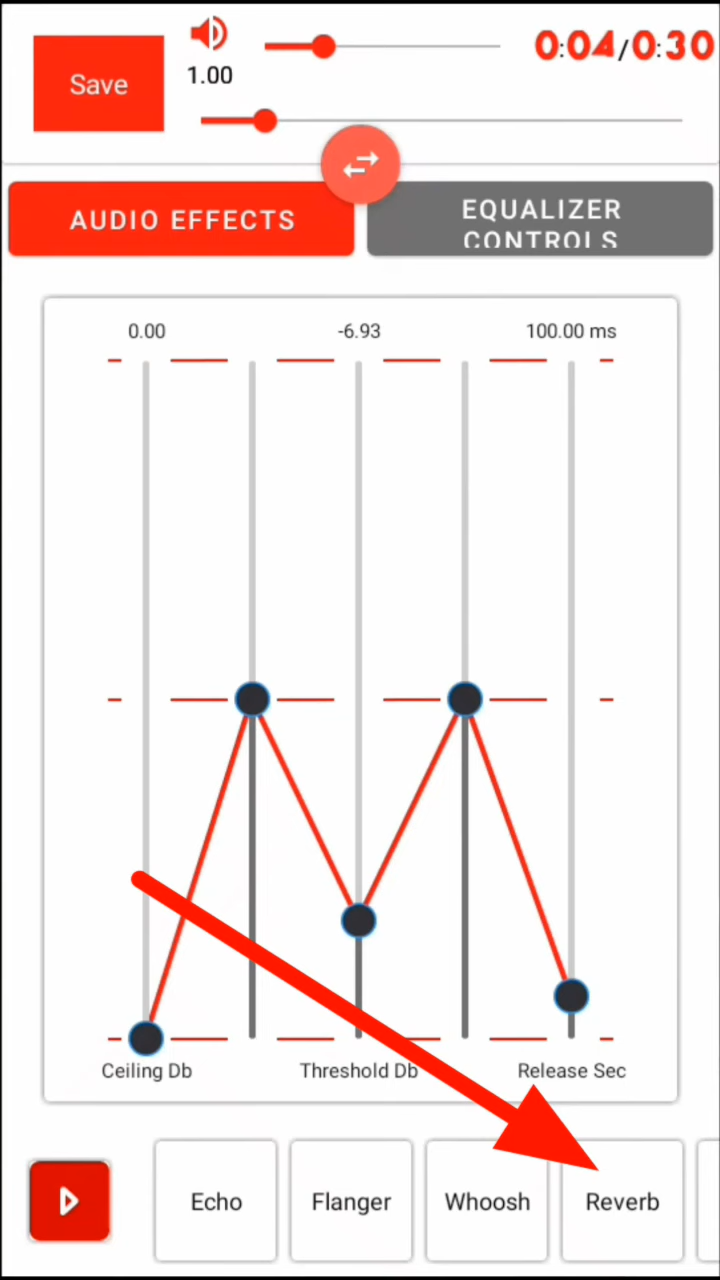 Save
1.00
0:04/0:30
AUDIO EFFECTS
EQUALIZER
CONTROLS
0.00
-6.93
100.00 ms
Ceiling Db
Threshold Db
Release Sec
Echo
Flanger
Whoosh
Reverb